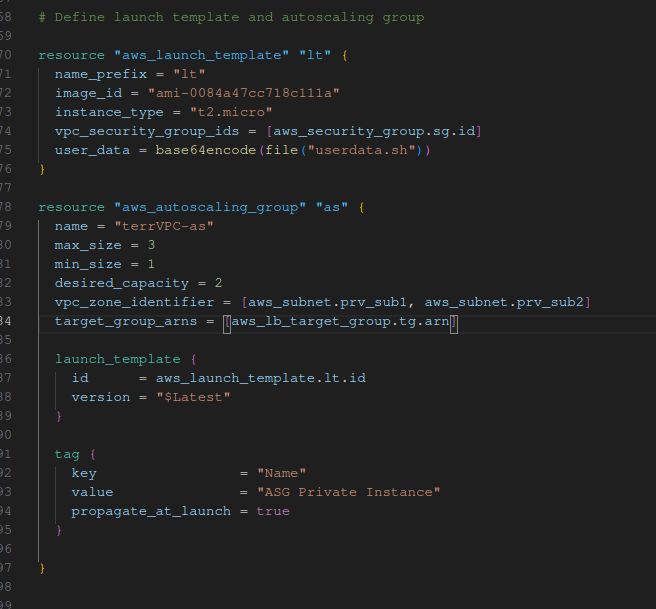 58 # Define launch template and autoscaling group
59
70 resource "aws_launch_template" "lt" {
71 name_prefix = "lt"
72 image_id = "ami-0084a47cc718c111a"
73 instance_type = "t2.micro"
74 vpc_security_group_ids = [aws_security_group.sg.id]
75 user_data = base64encode(file("userdata.sh"))
76 }
77
78 resource "aws_autoscaling_group" "as" {
79 name = "terrVPC-as"
80 max_size = 3
81 min_size = 1
82 desired_capacity = 2
83 vpc_zone_identifier = [aws_subnet.prv_sub1, aws_subnet.prv_sub2]
84 target_group_arns = [aws_lb_target_group.tg.arn]
85
86 launch_template {
87 id = aws_launch_template.lt.id
88 version = "$Latest"
89 }
90
91 tag {
92 key = "Name"
93 value = "ASG Private Instance"
94 propagate_at_launch = true
95 }
96
97 }
98
99